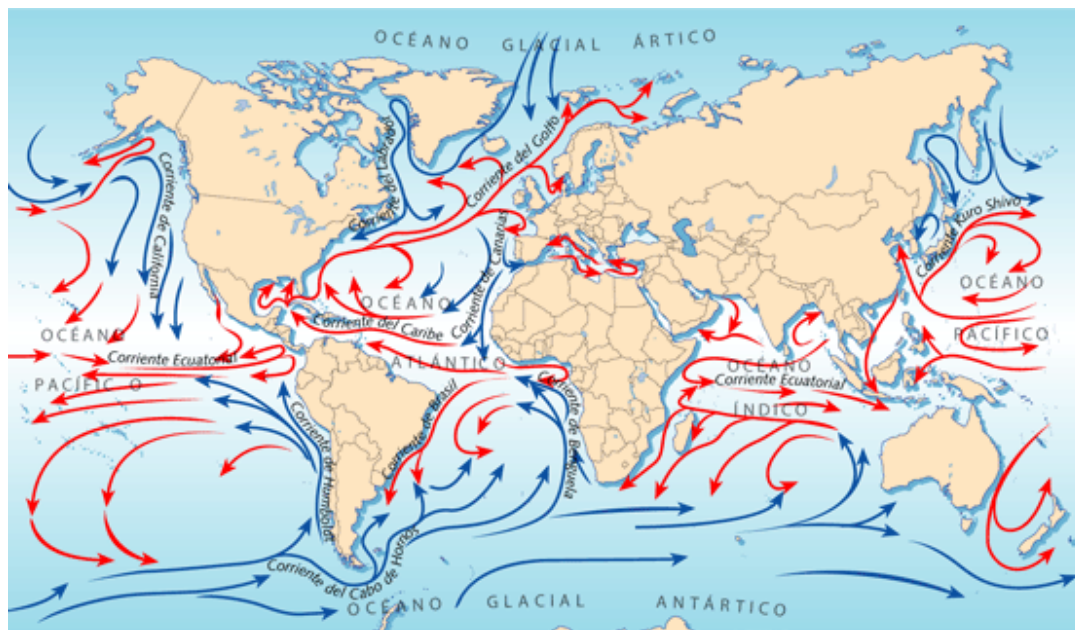 OCÉANO GLACIAL ÁRTICO
Corriente del Labrador
Corriente del Golfo
Corriente de California
Corriente de Canarias
Corriente Kuro Shivo
OCÉANO
PACÍFICO
OCÉANO
ATLÁNTICO
Corriente del Caribe
OCÉANO
PACÍFICO
Corriente Ecuatorial
OCÉANO
ÍNDICO
Corriente Ecuatorial
Corriente de Brasil
Corriente de Benguela
Corriente de Humboldt
Corriente del Cabo de Hornos
OCÉANO GLACIAL ANTÁRTICO